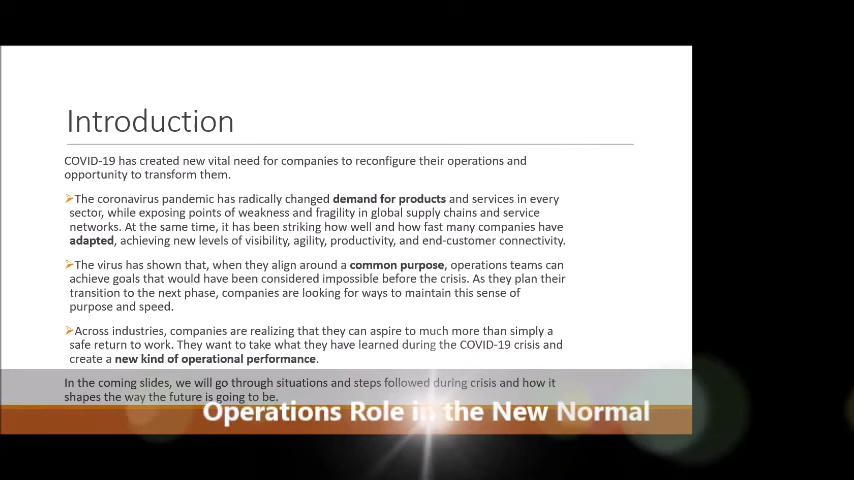 Introduction
COVID-19 has created new vital need for companies to reconfigure their operations and
opportunity to transform them.
➢The coronavirus pandemic has radically changed demand for products and services in every
sector, while exposing points of weakness and fragility in global supply chains and service
networks. At the same time, it has been striking how well and how fast many companies have
adapted, achieving new levels of visibility, agility, productivity, and end-customer connectivity.
➢The virus has shown that, when they align around a common purpose, operations teams can
achieve goals that would have been considered impossible before the crisis. As they plan their
transition to the next phase, companies are looking for ways to maintain this sense of
purpose and speed.
➢Across industries, companies are realizing that they can aspire to much more than simply a
safe return to work. They want to take what they have learned during the COVID-19 crisis and
create a new kind of operational performance.
In the coming slides, we will go through situations and steps followed during crisis and how it
shapes the way the future is going to be.
Operations Role in the New Normal